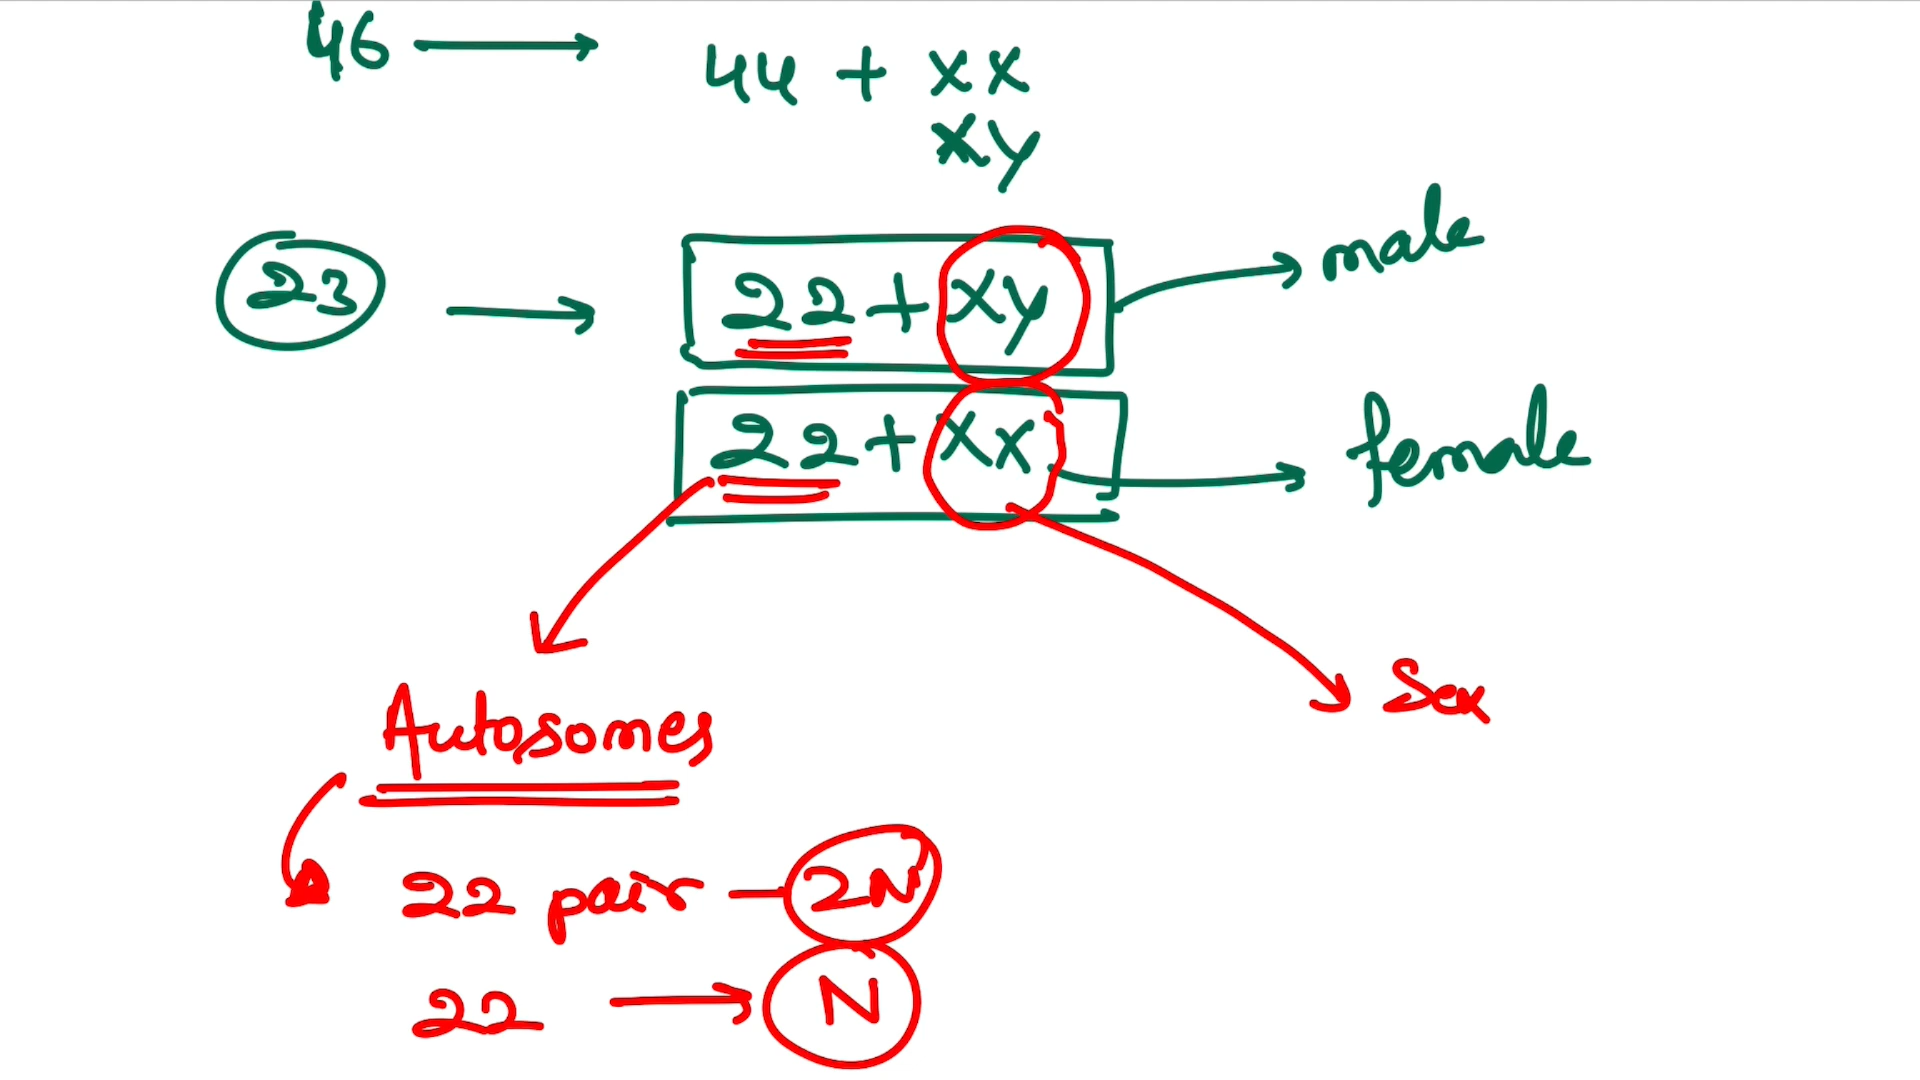 46 → 44 + xx
xy
23 → 22 + xy → male
22 + xx → female
Autosomes
Sex
22 pair - 2N
22 → N